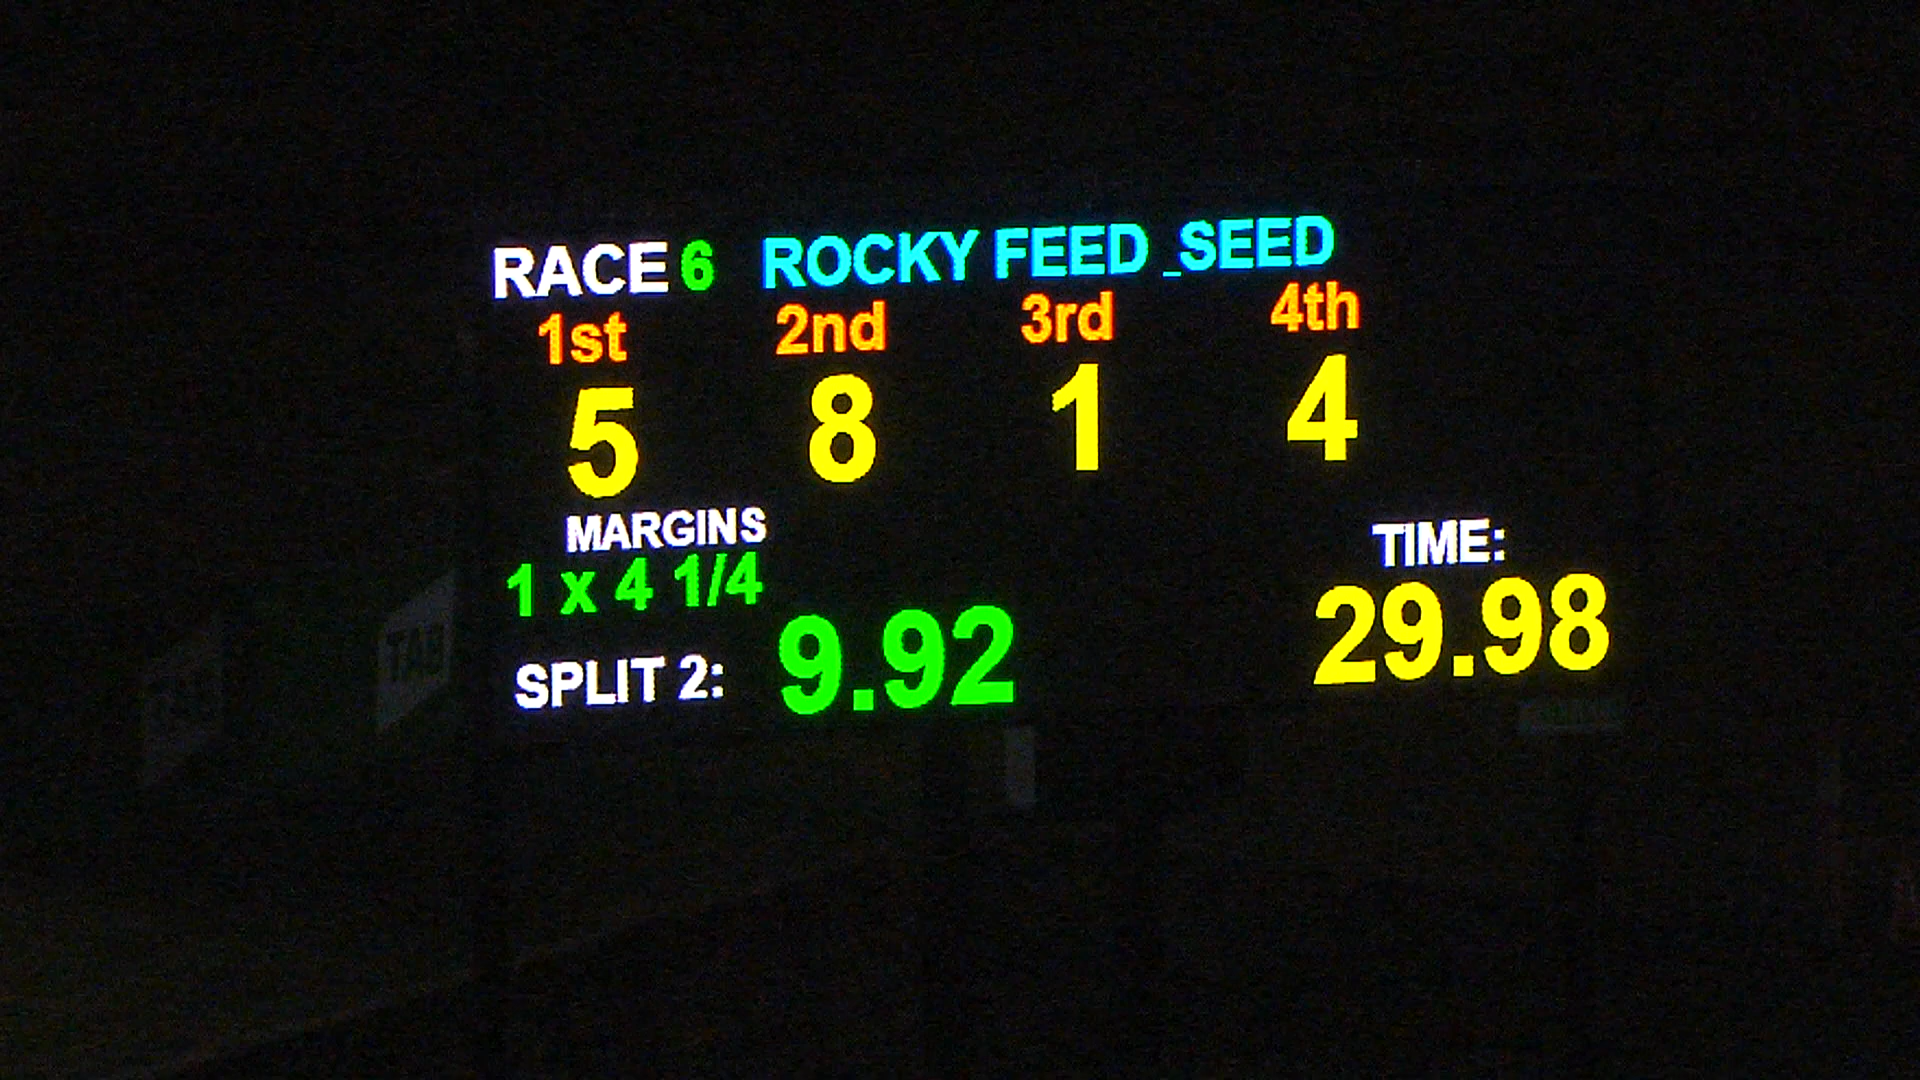 RACE 6 ROCKY FEED _SEED
1st 2nd 3rd 4th
5 8 1 4
MARGINS
1 x 4 1/4
TIME:
29.98
SPLIT 2: 9.92
TAB